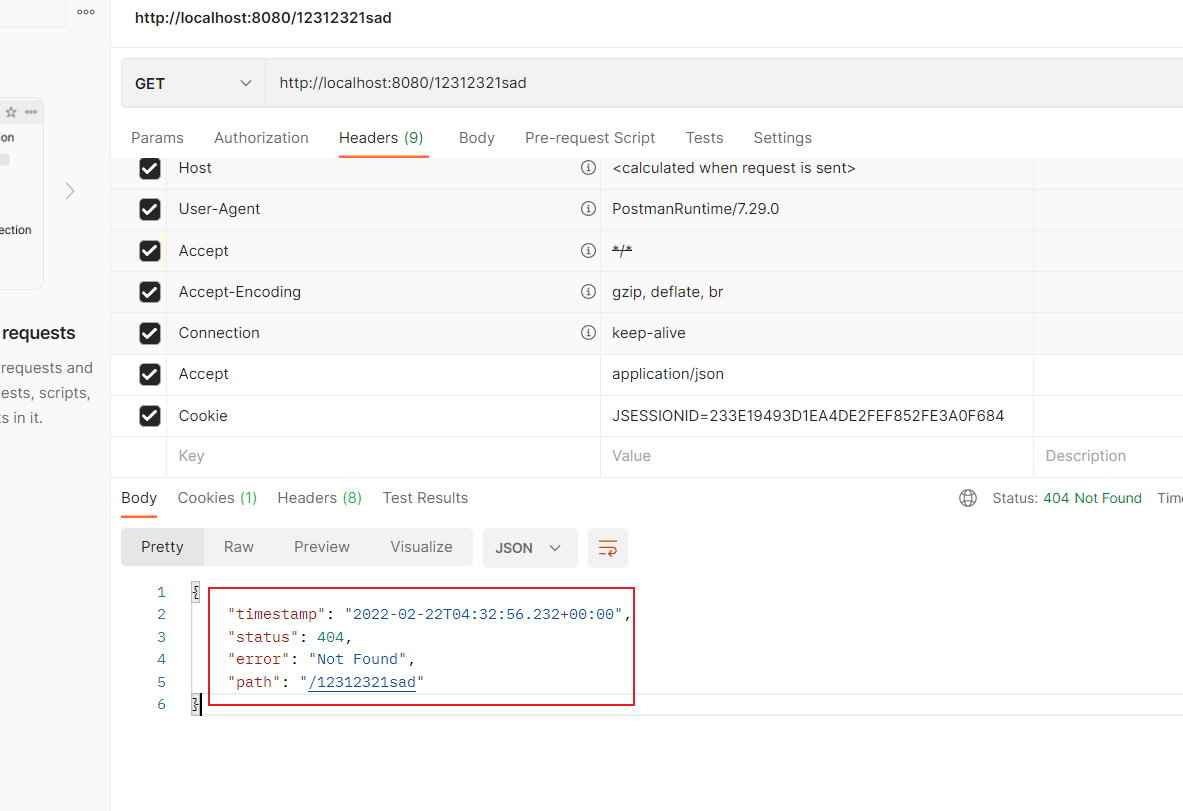 http://localhost:8080/12312321sad
GET
http://localhost:8080/12312321sad
Params Authorization Headers (9) Body Pre-request Script Tests Settings
Host <calculated when request is sent>
User-Agent PostmanRuntime/7.29.0
Accept */*
Accept-Encoding gzip, deflate, br
Connection keep-alive
Accept application/json
Cookie JSESSIONID=233E19493D1EA4DE2FEF852FE3A0F684
Key Value Description
on
ection
requests
requests and
ests, scripts,
s in it.
Body Cookies (1) Headers (8) Test Results Status: 404 Not Found Time
Pretty Raw Preview Visualize JSON
1 {
2 "timestamp": "2022-02-22T04:32:56.232+00:00",
3 "status": 404,
4 "error": "Not Found",
5 "path": "/12312321sad"
6 }